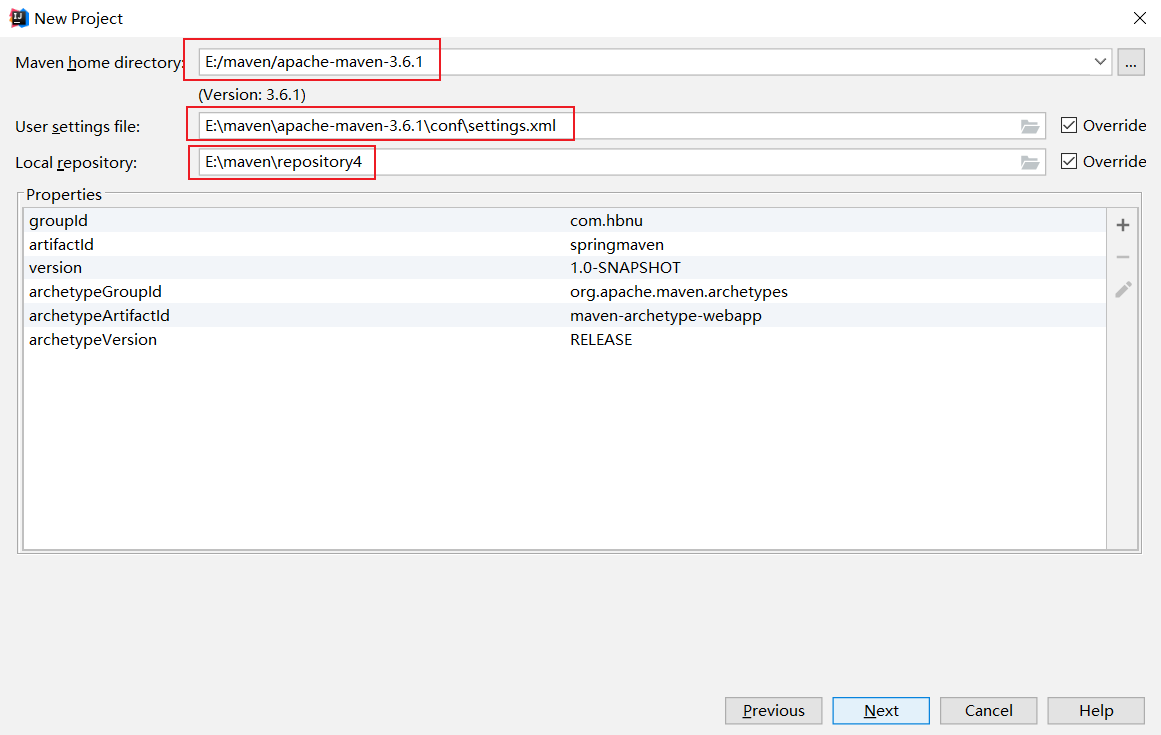 New Project
Maven home directory: E:/maven/apache-maven-3.6.1 ...
(Version: 3.6.1)
User settings file: E:\maven\apache-maven-3.6.1\conf\settings.xml Override
Local repository: E:\maven\repository4 Override
Properties
groupId com.hbnu
artifactId springmaven
version 1.0-SNAPSHOT
archetypeGroupId org.apache.maven.archetypes
archetypeArtifactId maven-archetype-webapp
archetypeVersion RELEASE
Previous Next Cancel Help